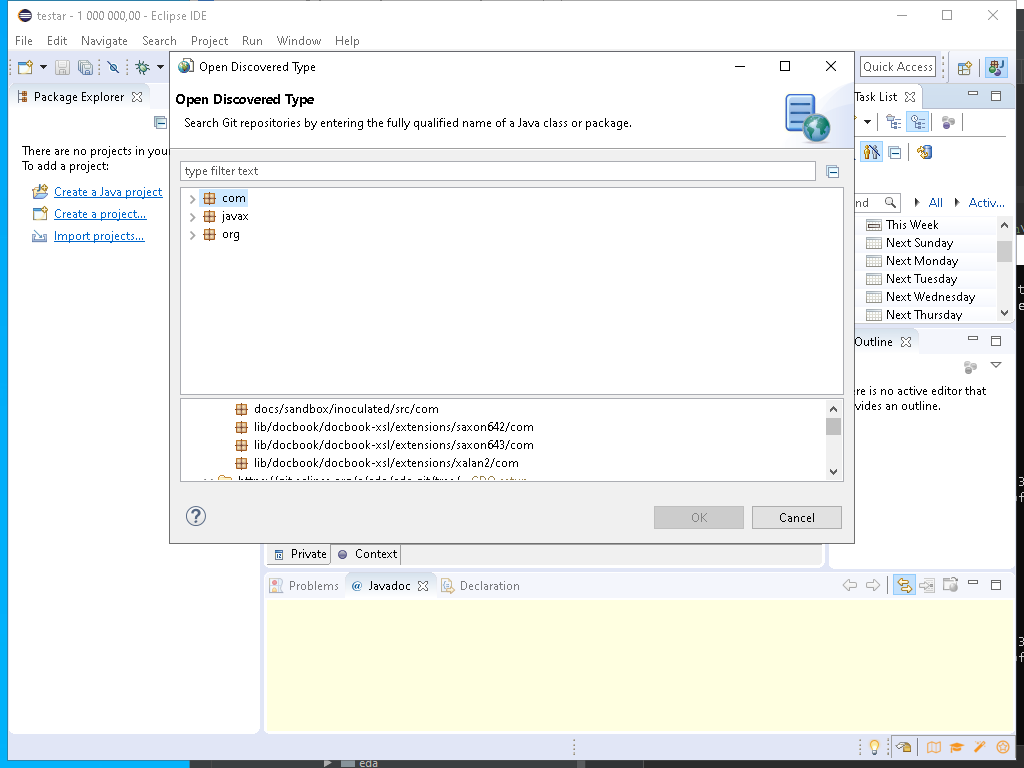 testar - 1 000 000,00 - Eclipse IDE
File Edit Navigate Search Project Run Window Help
Quick Access
Open Discovered Type
Open Discovered Type
Search Git repositories by entering the fully qualified name of a Java class or package.
Package Explorer
There are no projects in your
To add a project:
Create a Java project
Create a project...
Import projects...
type filter text
com
javax
org
docs/sandbox/inoculated/src/com
lib/docbook/docbook-xsl/extensions/saxon642/com
lib/docbook/docbook-xsl/extensions/saxon643/com
lib/docbook/docbook-xsl/extensions/xalan2/com
OK Cancel
Task List
nd All Activ...
This Week
Next Sunday
Next Monday
Next Tuesday
Next Wednesday
Next Thursday
Outline
ere is no active editor that
vides an outline.
Private Context
Problems @ Javadoc Declaration
eda